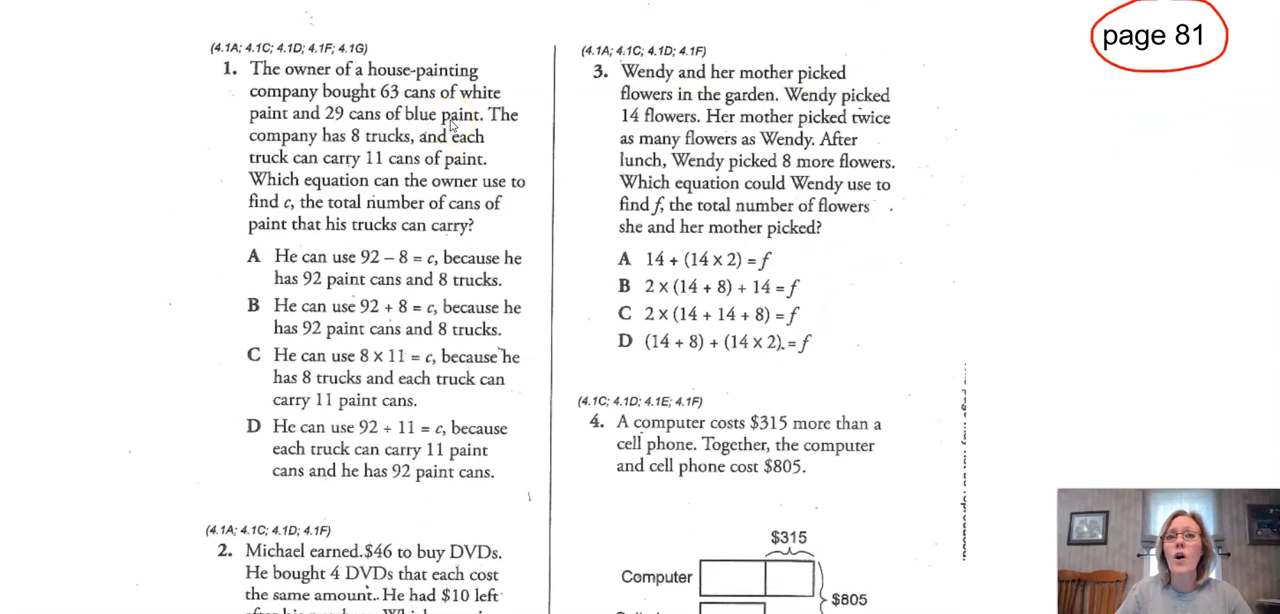 page 81
(4.1A; 4.1C; 4.1D; 4.1F; 4.1G)
1. The owner of a house-painting
company bought 63 cans of white
paint and 29 cans of blue paint. The
company has 8 trucks, and each
truck can carry 11 cans of paint.
Which equation can the owner use to
find c, the total number of cans of
paint that his trucks can carry?
A He can use 92 – 8 = c, because he
has 92 paint cans and 8 trucks.
B He can use 92 + 8 = c, because he
has 92 paint cans and 8 trucks.
C He can use 8 x 11 = c, because he
has 8 trucks and each truck can
carry 11 paint cans.
D He can use 92 ÷ 11 = c, because
each truck can carry 11 paint
cans and he has 92 paint cans.
(4.1A; 4.1C; 4.1D; 4.1F)
2. Michael earned $46 to buy DVDs.
He bought 4 DVDs that each cost
the same amount. He had $10 left
(4.1A; 4.1C; 4.1D; 4.1F)
3. Wendy and her mother picked
flowers in the garden. Wendy picked
14 flowers. Her mother picked twice
as many flowers as Wendy. After
lunch, Wendy picked 8 more flowers.
Which equation could Wendy use to
find f, the total number of flowers
she and her mother picked?
A 14 + (14 x 2) = f
B 2 x (14 + 8) + 14 = f
C 2 x (14 + 14 + 8) = f
D (14 + 8) + (14 x 2) = f
(4.1C; 4.1D; 4.1E; 4.1F)
4. A computer costs $315 more than a
cell phone. Together, the computer
and cell phone cost $805.
$315
Computer
$805